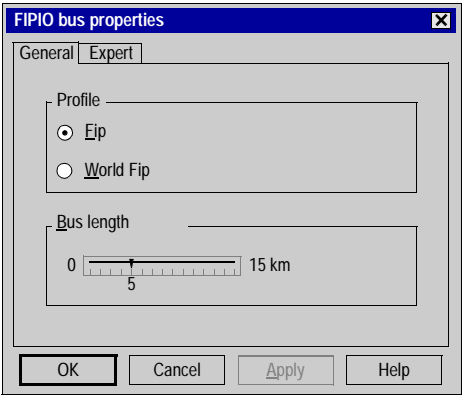 FIPIO bus properties
General Expert
Profile
Fip
World Fip
Bus length
0 15 km
5
OK Cancel Apply Help